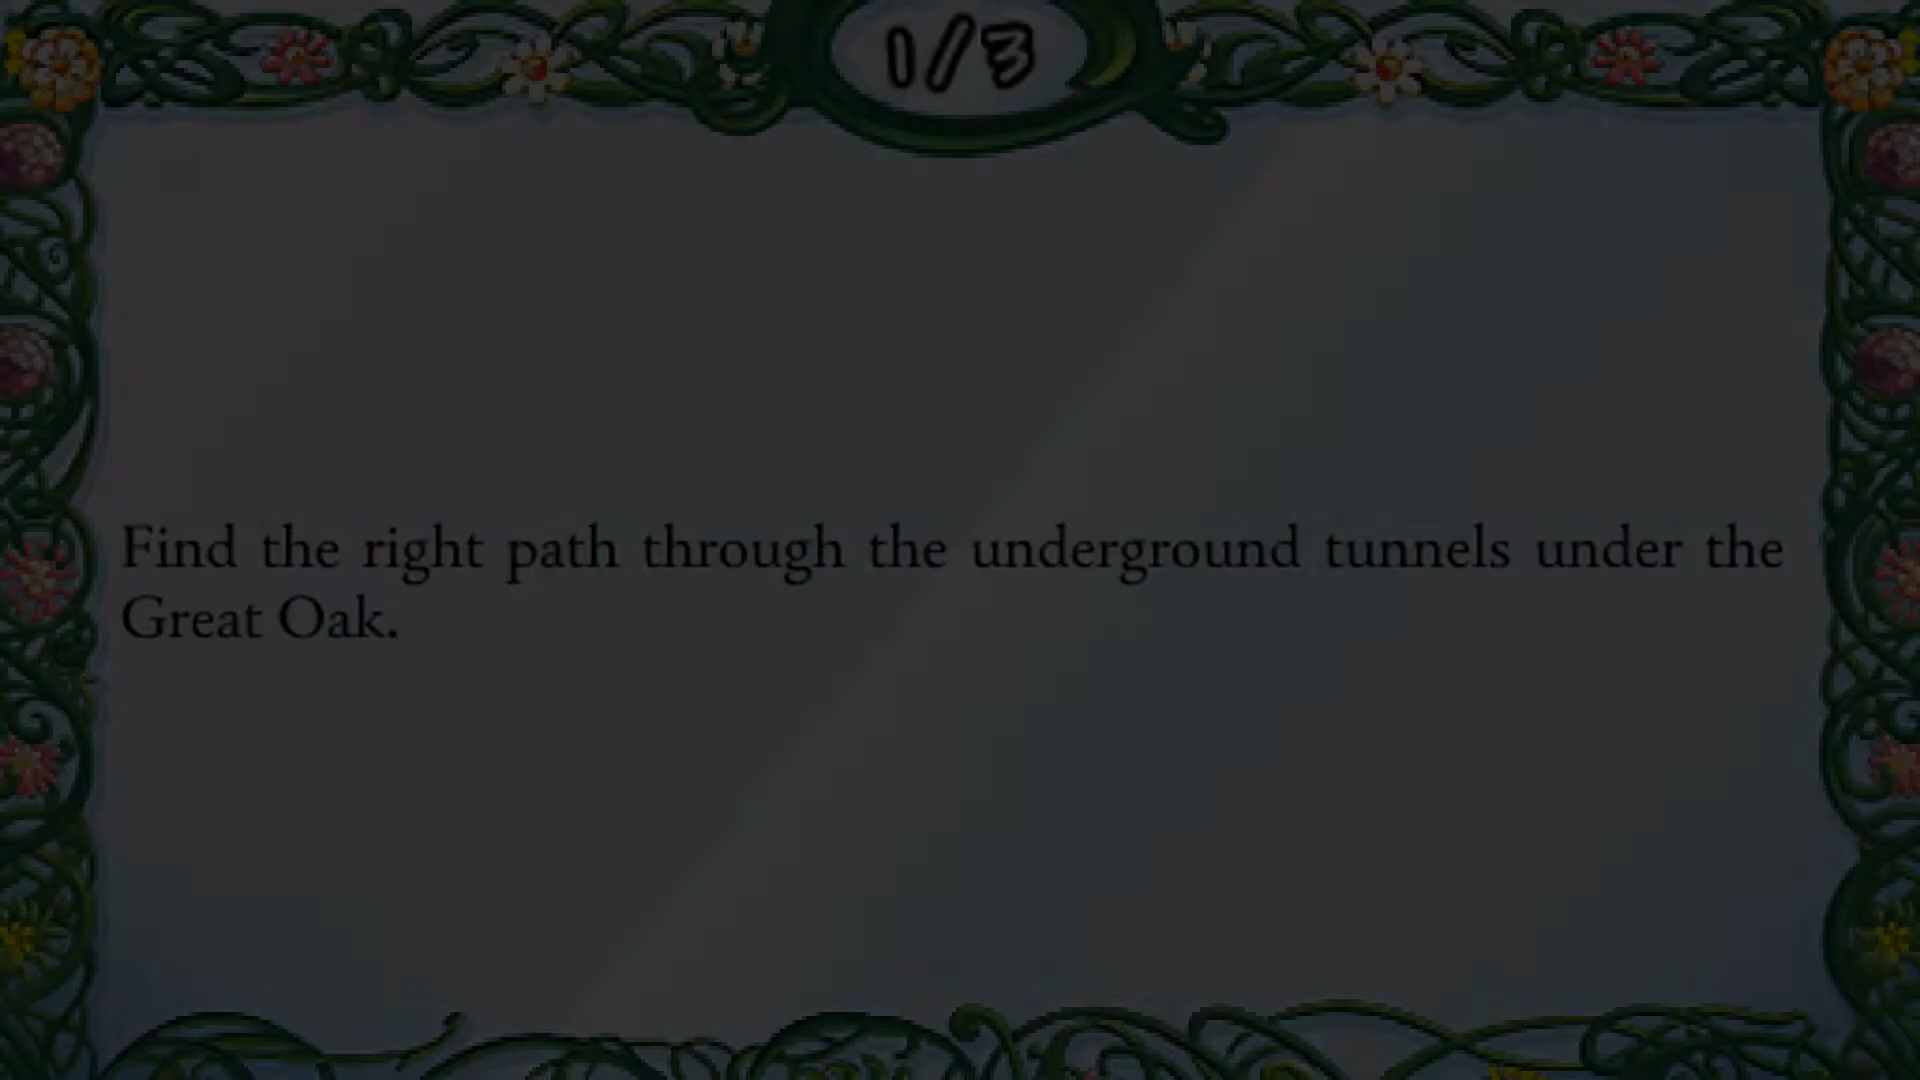 1/3
Find the right path through the underground tunnels under the
Great Oak.